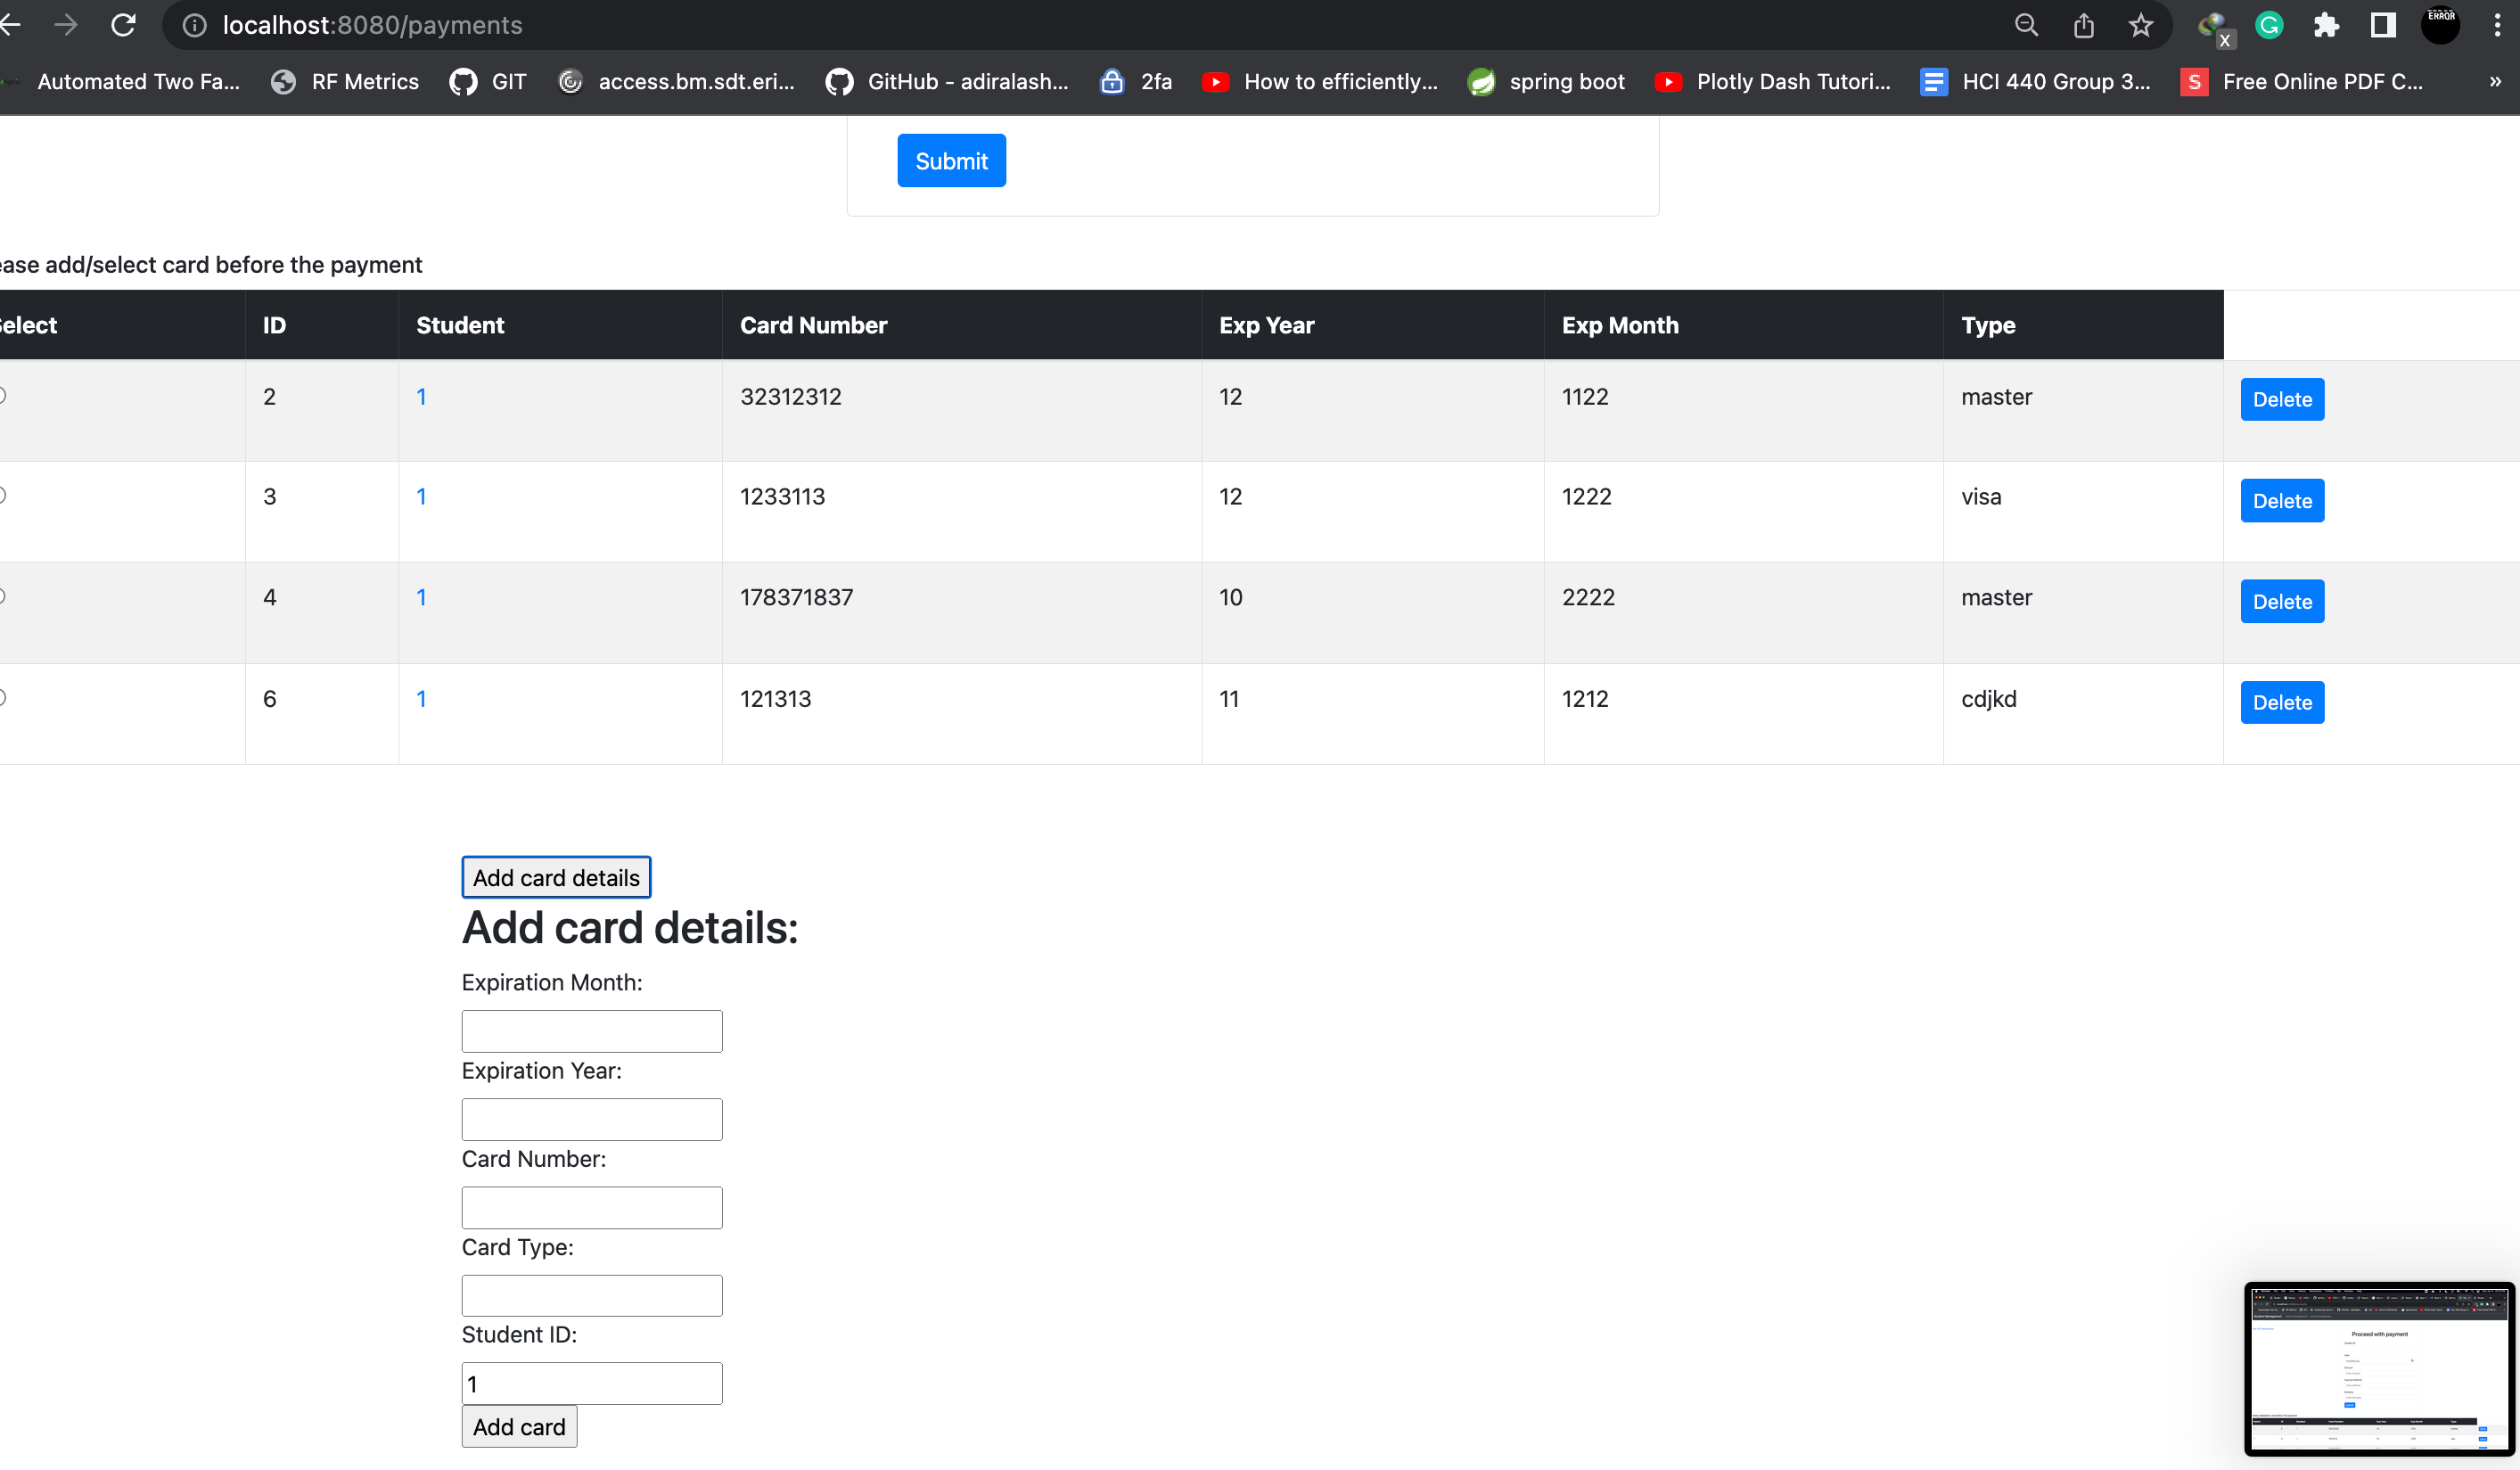 localhost:8080/payments
X
ERROR
Automated Two Fa...
RF Metrics
GIT
access.bm.sdt.eri...
GitHub - adiralash...
2fa
How to efficiently...
spring boot
Plotly Dash Tutori...
HCI 440 Group 3...
S
Free Online PDF C...
»
Submit
ease add/select card before the payment
Select ID Student Card Number Exp Year Exp Month Type
2 1 32312312 12 1122 master Delete
3 1 1233113 12 1222 visa Delete
4 1 178371837 10 2222 master Delete
6 1 121313 11 1212 cdjkd Delete
Add card details
Add card details:
Expiration Month:
Expiration Year:
Card Number:
Card Type:
Student ID:
1
Add card
Proceed with payment